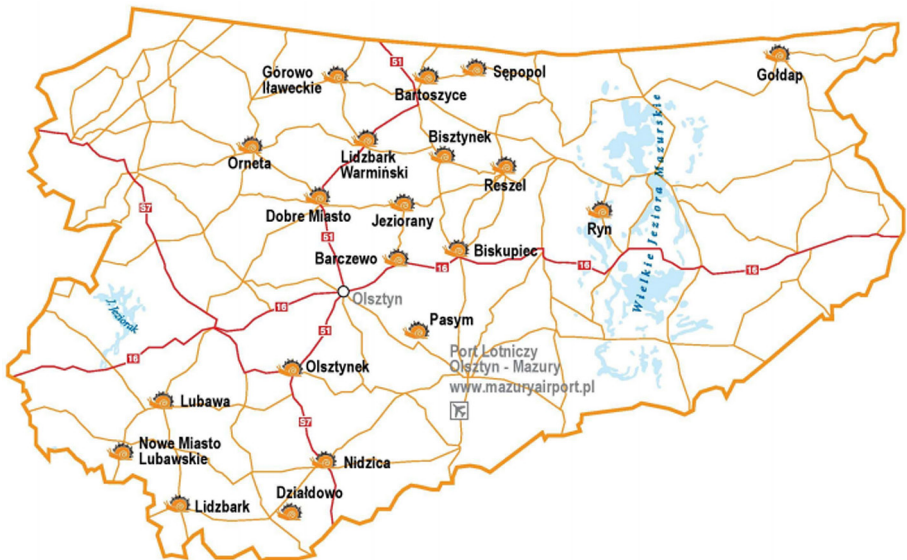 51
Górowo
Iławeckie
Bartoszyce
Sępopol
Gołdap
Orneta
Lidzbark
Warmiński
Bisztynek
Reszel
Wielkie Jeziora Mazurskie
S7
Dobre Miasto
Jeziorany
Ryn
51
Barczewo
16
Biskupiec
16
16
J. Jeziorak
16
Olsztyn
51
Pasym
16
Olsztynek
Port Lotniczy
Olsztyn - Mazury
www.mazuryairport.pl
Lubawa
S7
Nowe Miasto
Lubawskie
Nidzica
Lidzbark
Działdowo